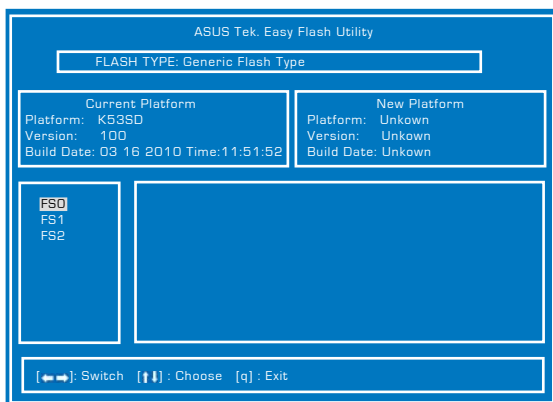 ASUS Tek. Easy Flash Utility
FLASH TYPE: Generic Flash Type
Current Platform
Platform: K53SD
Version: 100
Build Date: 03 16 2010 Time:11:51:52
New Platform
Platform: Unkown
Version: Unkown
Build Date: Unkown
FS0
FS1
FS2
[←→]: Switch [↑↓] : Choose [q] : Exit